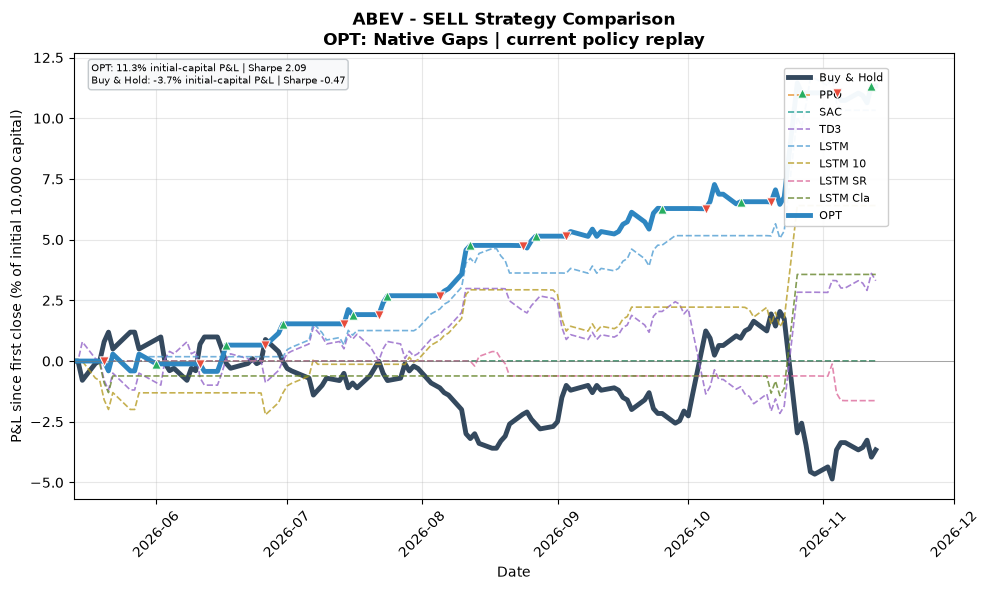 ABEV - SELL Strategy Comparison
OPT: Native Gaps | current policy replay
OPT: 11.3% initial-capital P&L | Sharpe 2.09
Buy & Hold: -3.7% initial-capital P&L | Sharpe -0.47
Buy & Hold
PPO
SAC
TD3
LSTM
LSTM 10
LSTM SR
LSTM Cla
OPT
P&L since first close (% of initial 10,000 capital)
12.5
10.0
7.5
5.0
2.5
0.0
−2.5
−5.0
2026-06
2026-07
2026-08
2026-09
2026-10
2026-11
2026-12
Date